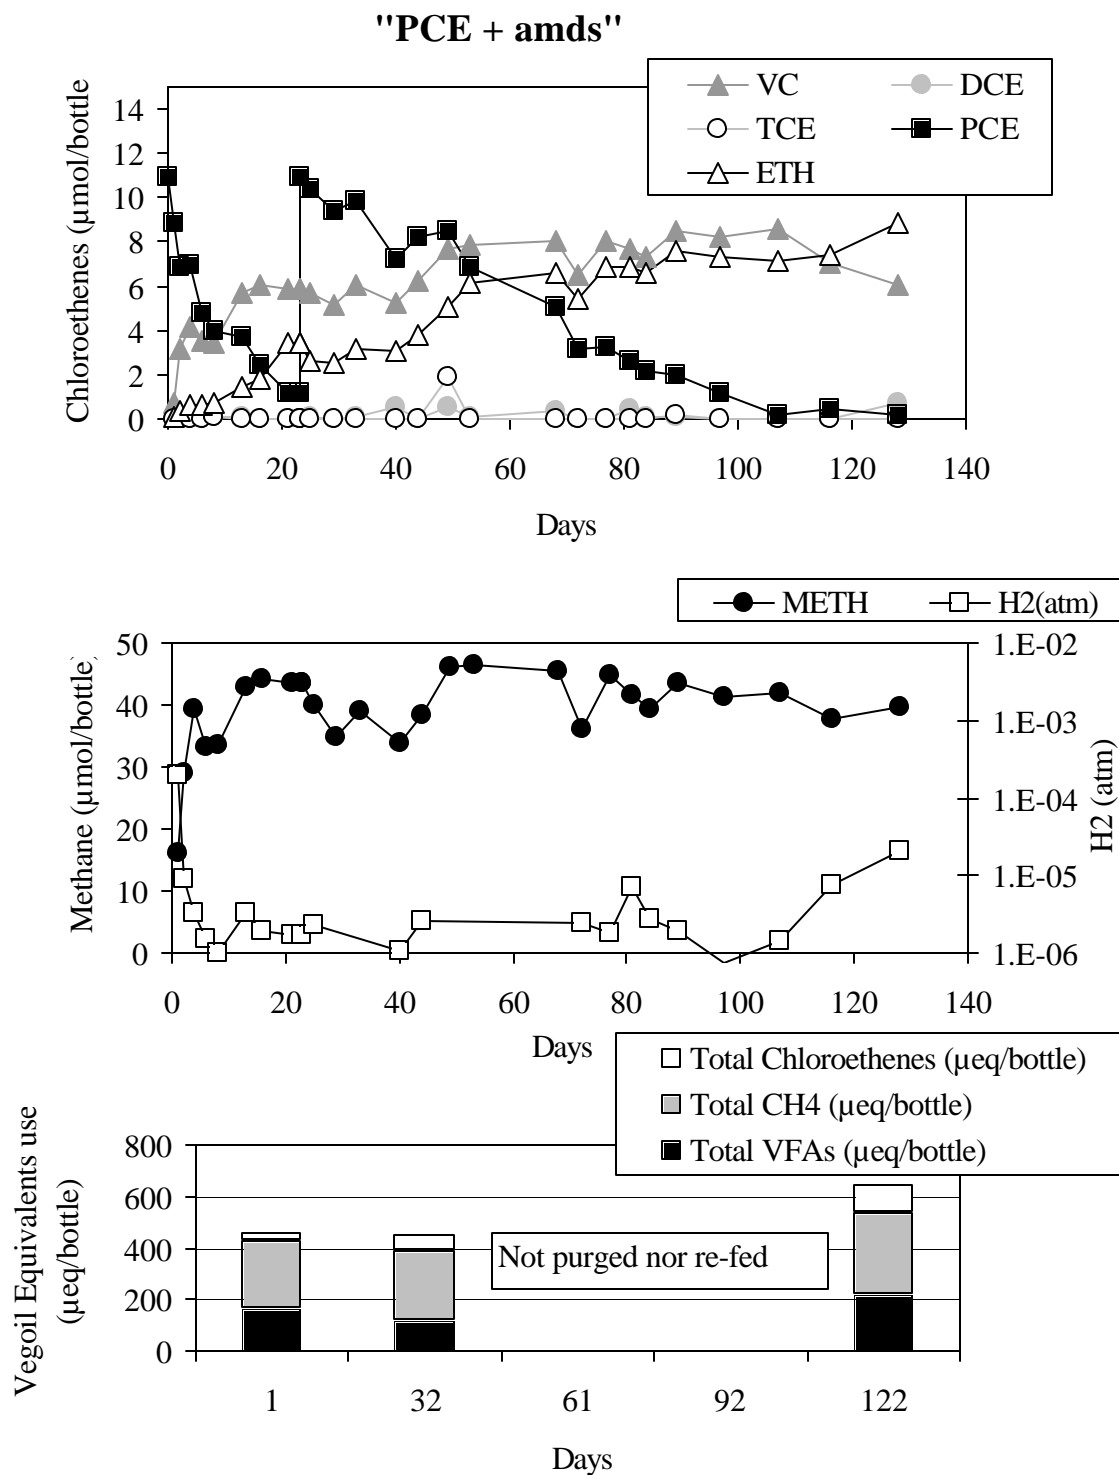 "PCE + amds"
VC DCE
TCE PCE
ETH
Chloroethenes (µmol/bottle
14
12
10
8
6
4
2
0
0 20 40 60 80 100 120 140
Days
METH H2(atm)
Methane (µmol/bottle)
50
40
30
20
10
0
1.E-02
1.E-03
1.E-04
1.E-05
1.E-06
H2 (atm)
0 20 40 60 80 100 120 140
Days
Total Chloroethenes (µeq/bottle)
Total CH4 (µeq/bottle)
Total VFAs (µeq/bottle)
Vegoil Equivalents use
(µeq/bottle)
800
600
400
200
0
Not purged nor re-fed
1 32 61 92 122
Days